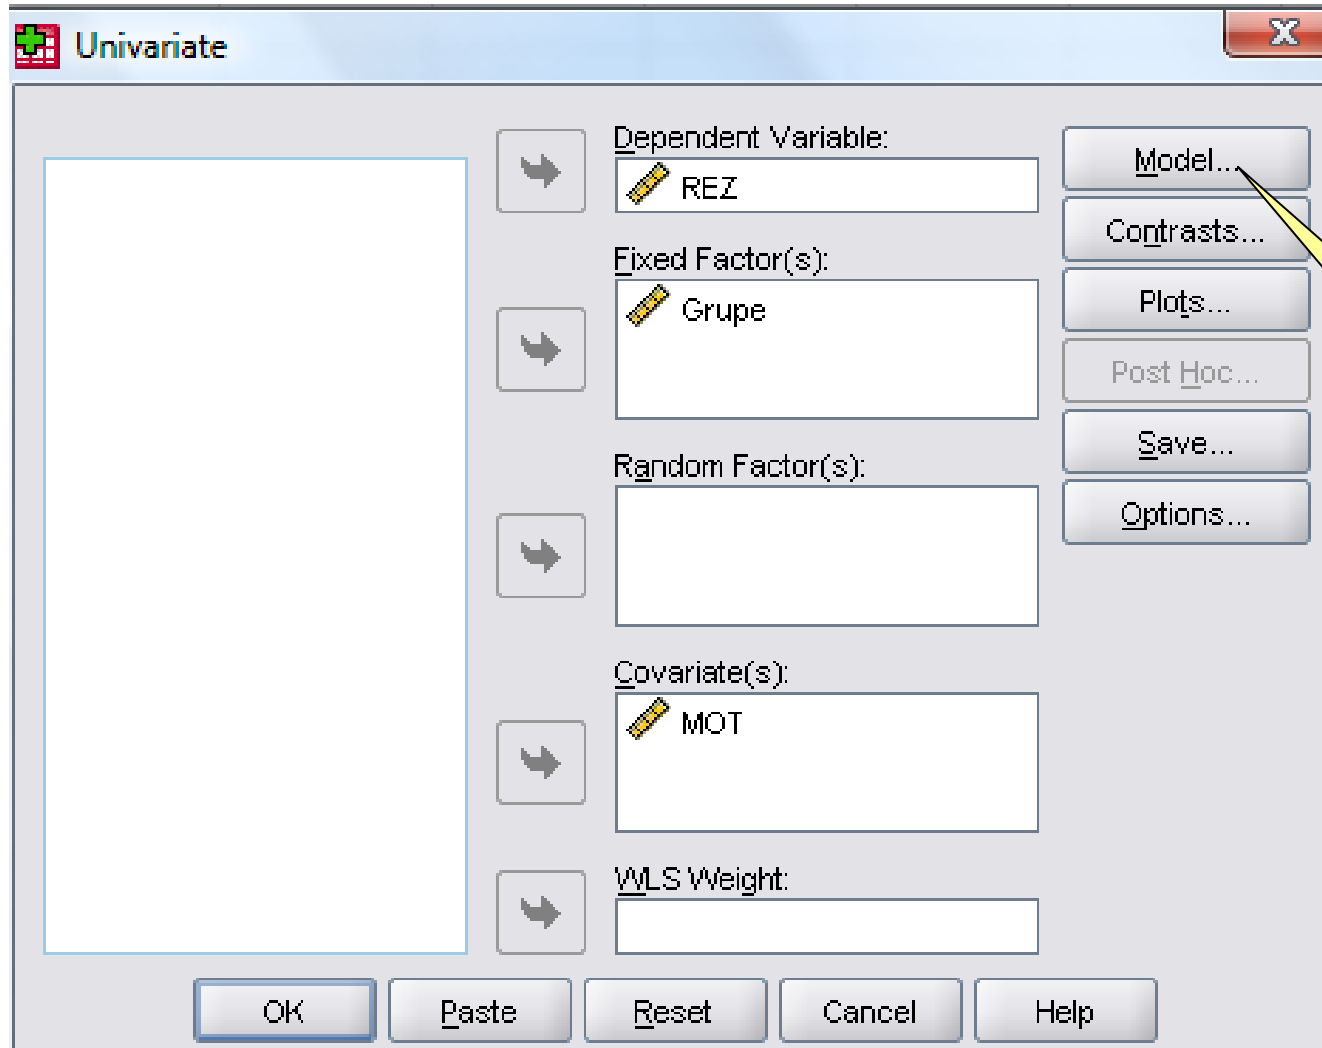 Univariate
Dependent Variable:
REZ
Fixed Factor(s):
Grupe
Random Factor(s):
Covariate(s):
MOT
WLS Weight:
Model...
Contrasts...
Plots...
Post Hoc...
Save...
Options...
OK
Paste
Reset
Cancel
Help